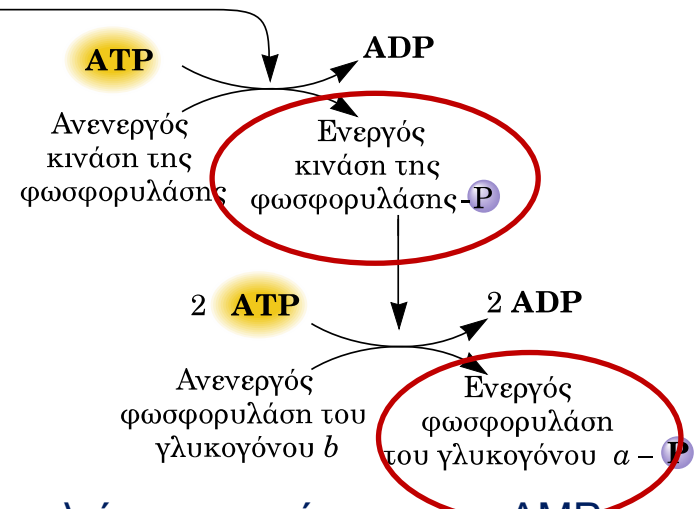 ATP
ADP
Ανενεργός
κινάση της
φωσφορυλάσης
Ενεργός
κινάση της
φωσφορυλάσης-P
2 ATP
2 ADP
Ανενεργός
φωσφορυλάση του
γλυκογόνου b
Ενεργός
φωσφορυλάση
του γλυκογόνου a – P
AMP